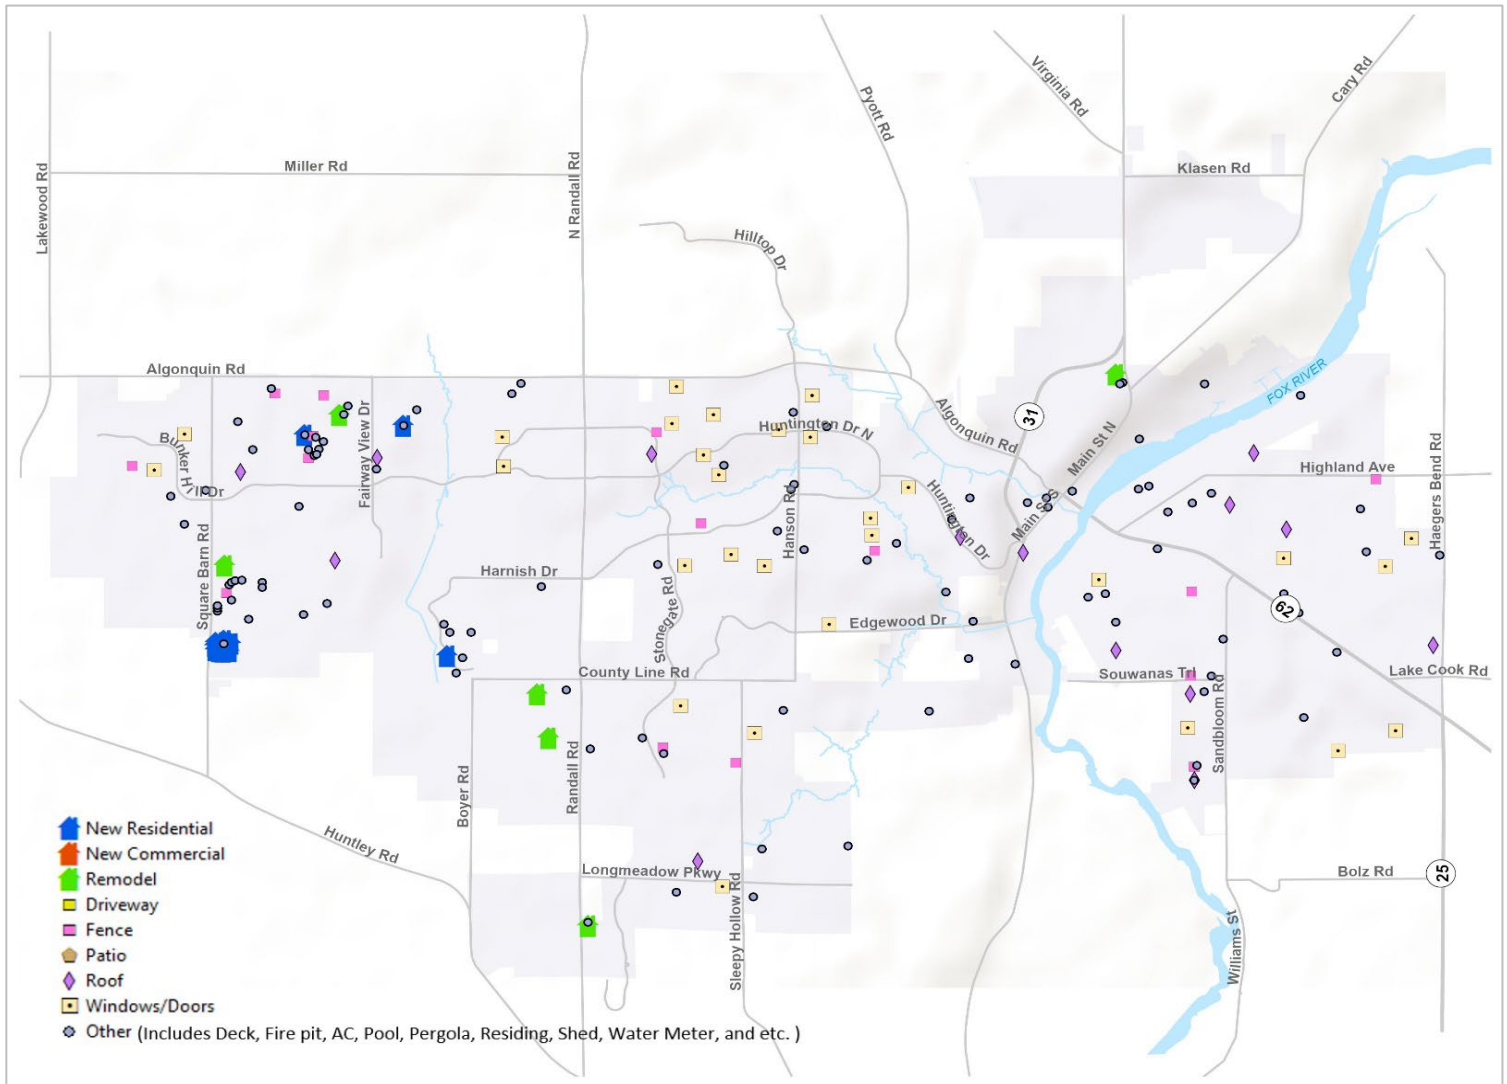 Virginia Rd
Cary Rd
Pyott Rd
Miller Rd
Klasen Rd
Lakewood Rd
N Randall Rd
Hilltop Dr
Algonquin Rd
FOX RIVER
31
Algonquin Rd
Main St N
Huntington Dr N
Fairway View Dr
Bunker Hill Dr
Highland Ave
Haegers Bend Rd
Huntington Dr
Main St S
Hanson Rd
Square Barn Rd
Harnish Dr
Stonegate Rd
Edgewood Dr
62
County Line Rd
Souwanas Trl
Lake Cook Rd
Sandbloom Rd
Boyer Rd
Randall Rd
Huntley Rd
Longmeadow Pkwy
Sleepy Hollow Rd
Bolz Rd
25
Williams St
New Residential
New Commercial
Remodel
Driveway
Fence
Patio
Roof
Windows/Doors
Other (Includes Deck, Fire pit, AC, Pool, Pergola, Residing, Shed, Water Meter, and etc. )